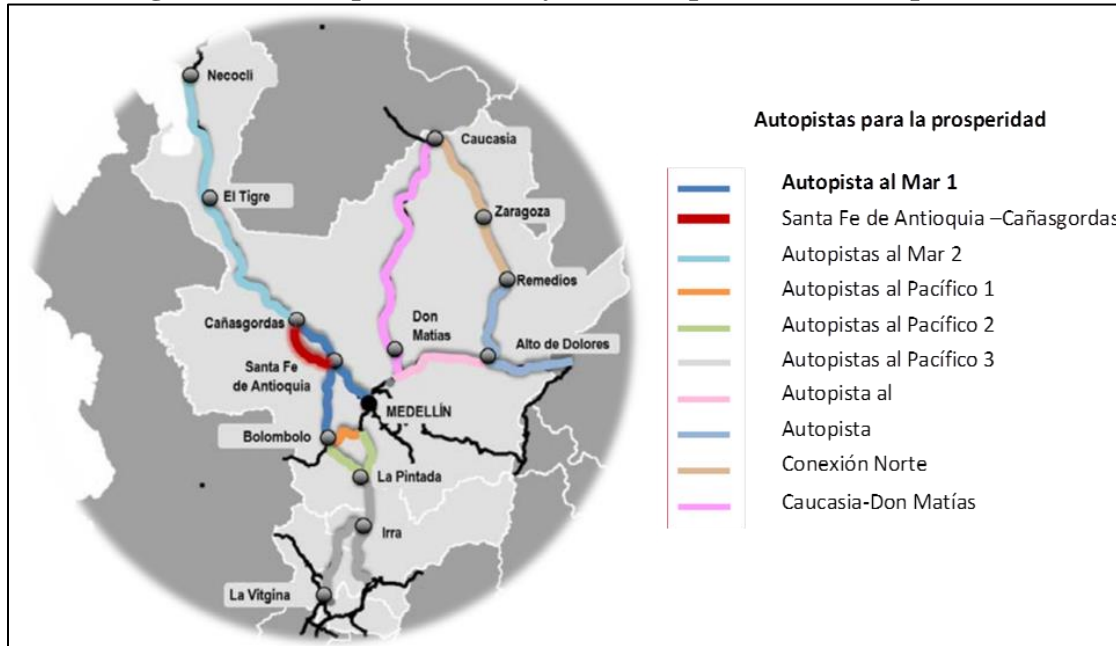 Necocli
Caucasia
El Tigre
Zaragoza
Remedios
Cañasgordas
Don
Matias
Alto de Dolores
Santa Fe
de Antioquia
MEDELLÍN
Bolombolo
La Pintada
Irra
La Vitgina
Autopistas para la prosperidad
Autopista al Mar 1
Santa Fe de Antioquia –Cañasgordas
Autopistas al Mar 2
Autopistas al Pacífico 1
Autopistas al Pacífico 2
Autopistas al Pacífico 3
Autopista al
Autopista
Conexión Norte
Caucasia-Don Matías